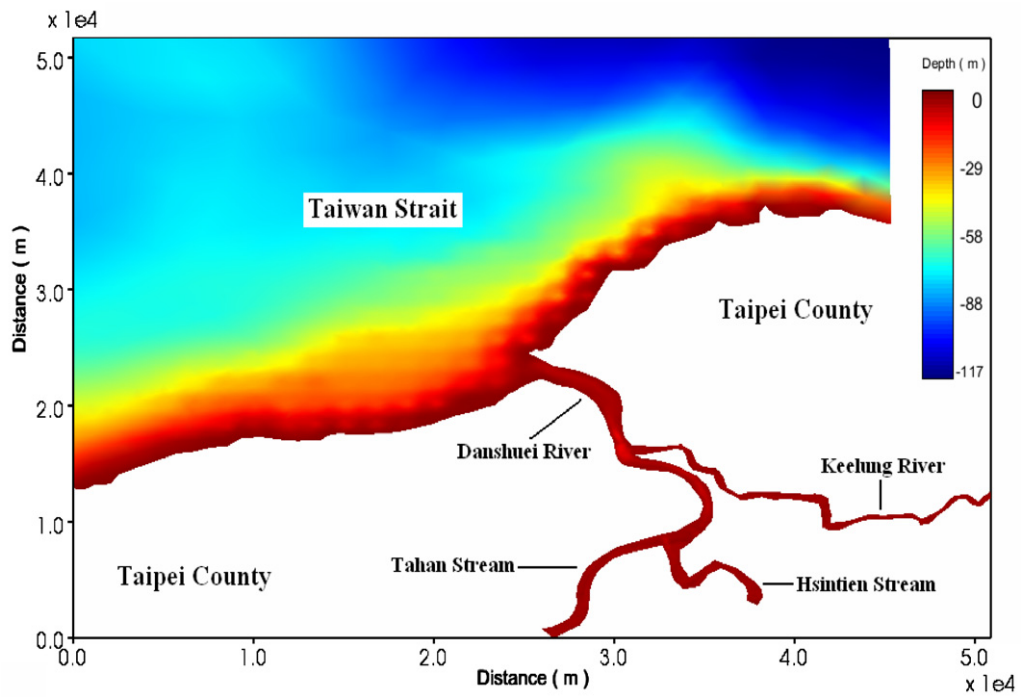 x 1e4
5.0
4.0
3.0
2.0
1.0
0.0
Distance ( m )
Taiwan Strait
Taipei County
Danshuei River
Keelung River
Tahan Stream
Hsintien Stream
Taipei County
Depth ( m )
0
-29
-58
-88
-117
0.0 1.0 2.0 3.0 4.0 5.0
Distance ( m )
x 1e4